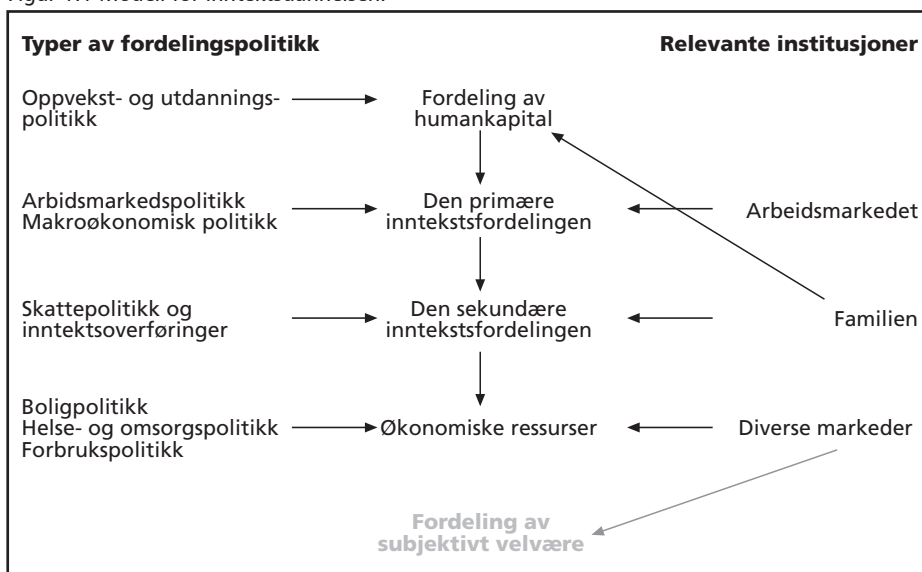 Typer av fordelingspolitikk
Relevante institusjoner
Oppvekst- og utdannings-
politikk
Fordeling av
humankapital
Arbidsmarkedspolitikk
Makroøkonomisk politikk
Den primære
inntekstsfordelingen
Arbeidsmarkedet
Skattepolitikk og
inntektsoverføringer
Den sekundære
inntekstsfordelingen
Familien
Boligpolitikk
Helse- og omsorgspolitikk
Forbrukspolitikk
Økonomiske ressurser
Diverse markeder
Fordeling av
subjektivt velvære